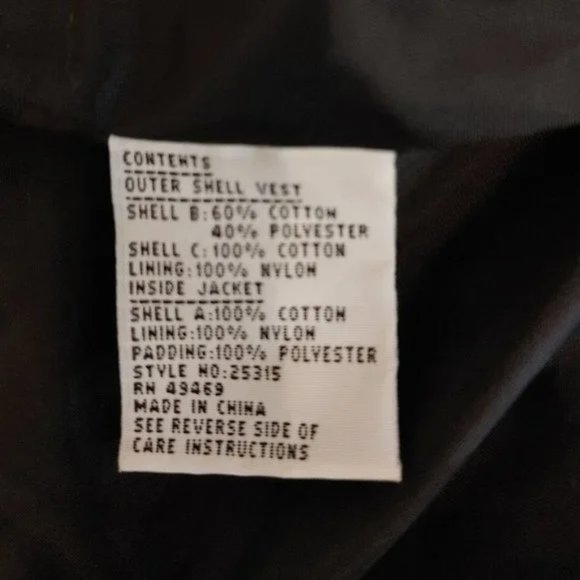 CONTENTS
OUTER SHELL VEST
SHELL B:60% COTTON
40% POLYESTER
SHELL C:100% COTTON
LINING:100% NYLON
INSIDE JACKET
SHELL A:100% COTTON
LINING:100% NYLON
PADDING:100% POLYESTER
STYLE NO:25315
RN 49469
MADE IN CHINA
SEE REVERSE SIDE OF
CARE INSTRUCTIONS